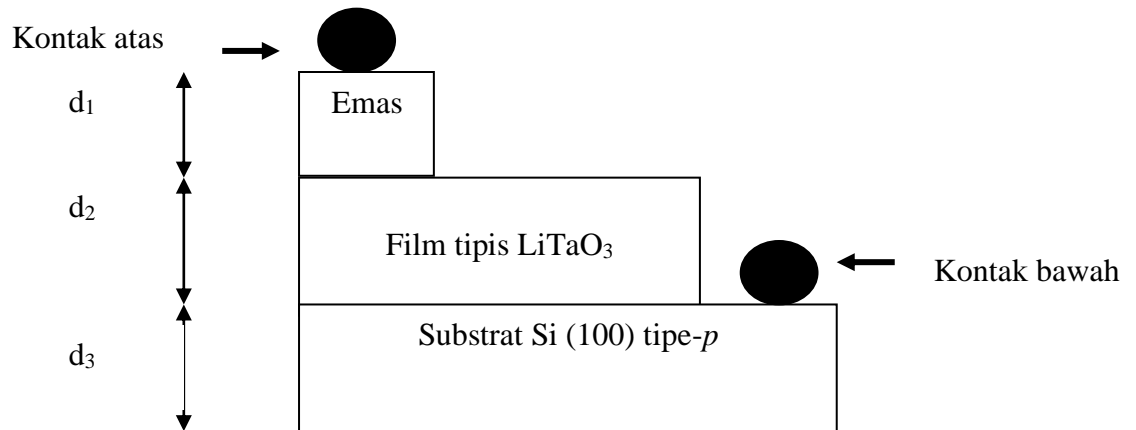 Kontak atas
d₁
Emas
d₂
Film tipis LiTaO₃
Kontak bawah
Substrat Si (100) tipe-p
d₃